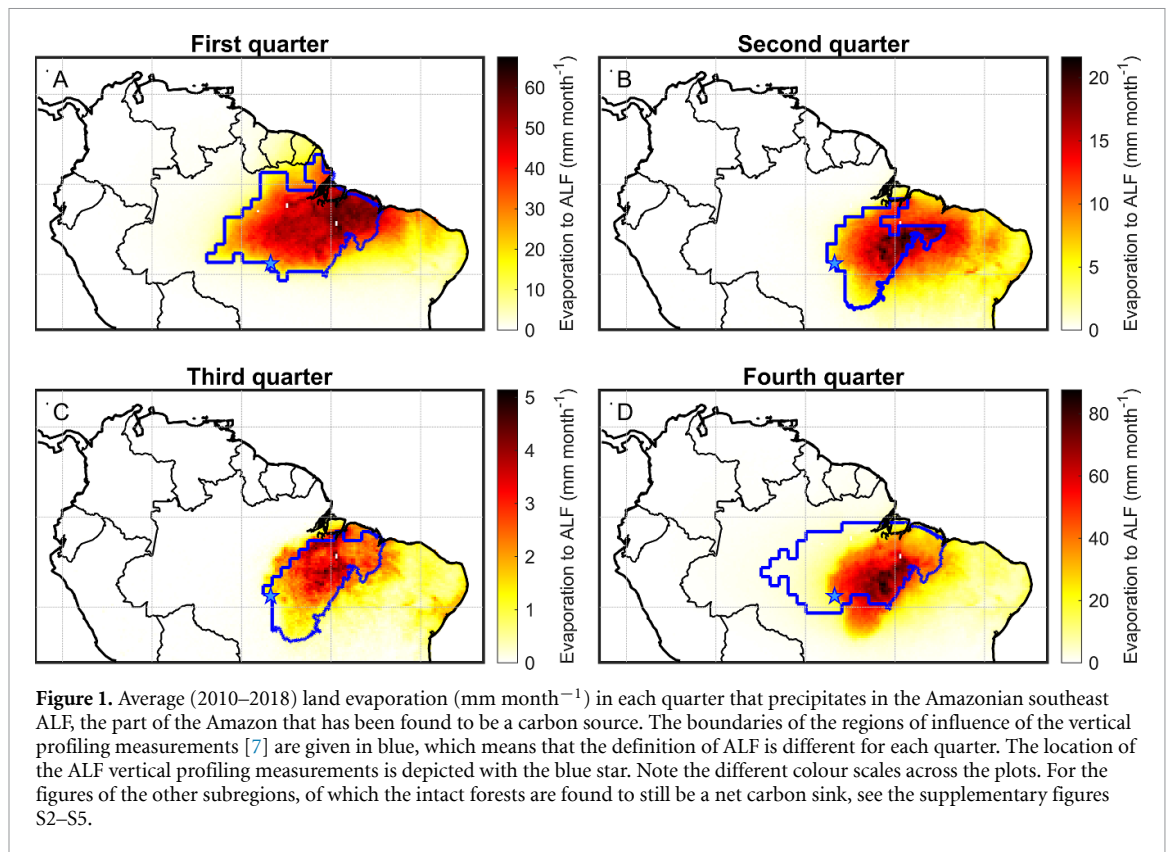 First quarter
A
60
50
40
30
20
10
0
Evaporation to ALF (mm month⁻¹)
Second quarter
B
20
15
10
5
0
Evaporation to ALF (mm month⁻¹)
Third quarter
C
5
4
3
2
1
0
Evaporation to ALF (mm month⁻¹)
Fourth quarter
D
80
60
40
20
0
Evaporation to ALF (mm month⁻¹)
Figure 1. Average (2010–2018) land evaporation (mm month⁻¹) in each quarter that precipitates in the Amazonian southeast
ALF, the part of the Amazon that has been found to be a carbon source. The boundaries of the regions of influence of the vertical
profiling measurements [7] are given in blue, which means that the definition of ALF is different for each quarter. The location of
the ALF vertical profiling measurements is depicted with the blue star. Note the different colour scales across the plots. For the
figures of the other subregions, of which the intact forests are found to still be a net carbon sink, see the supplementary figures
S2–S5.